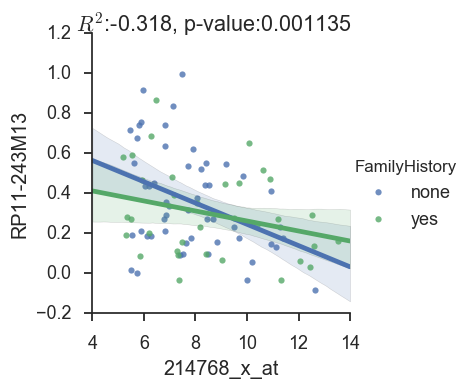 R²:-0.318, p-value:0.001135
1.2
1.0
0.8
0.6
0.4
0.2
0.0
−0.2
RP11-243M13
4 6 8 10 12 14
214768_x_at
FamilyHistory
none
yes